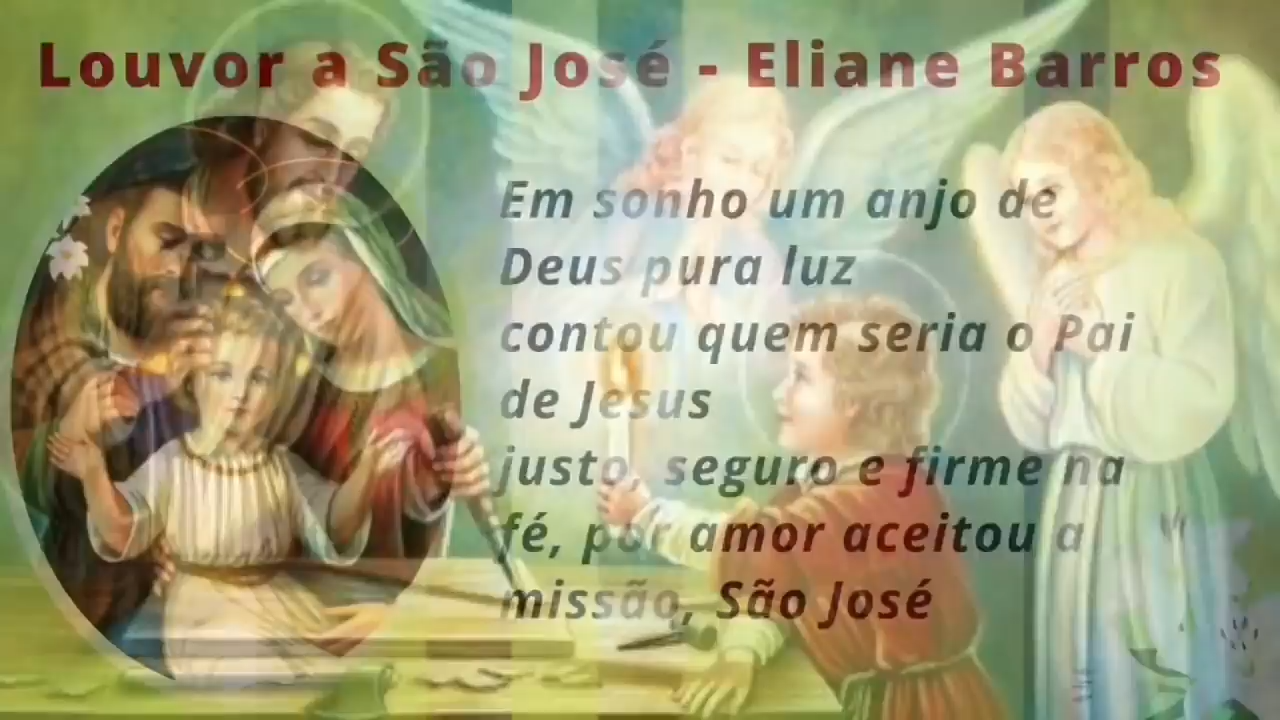 Louvor a São José - Eliane Barros
Em sonho um anjo de
Deus pura luz
contou quem seria o Pai
de Jesus
justo, seguro e firme na
fé, por amor aceitou a
missão, São José